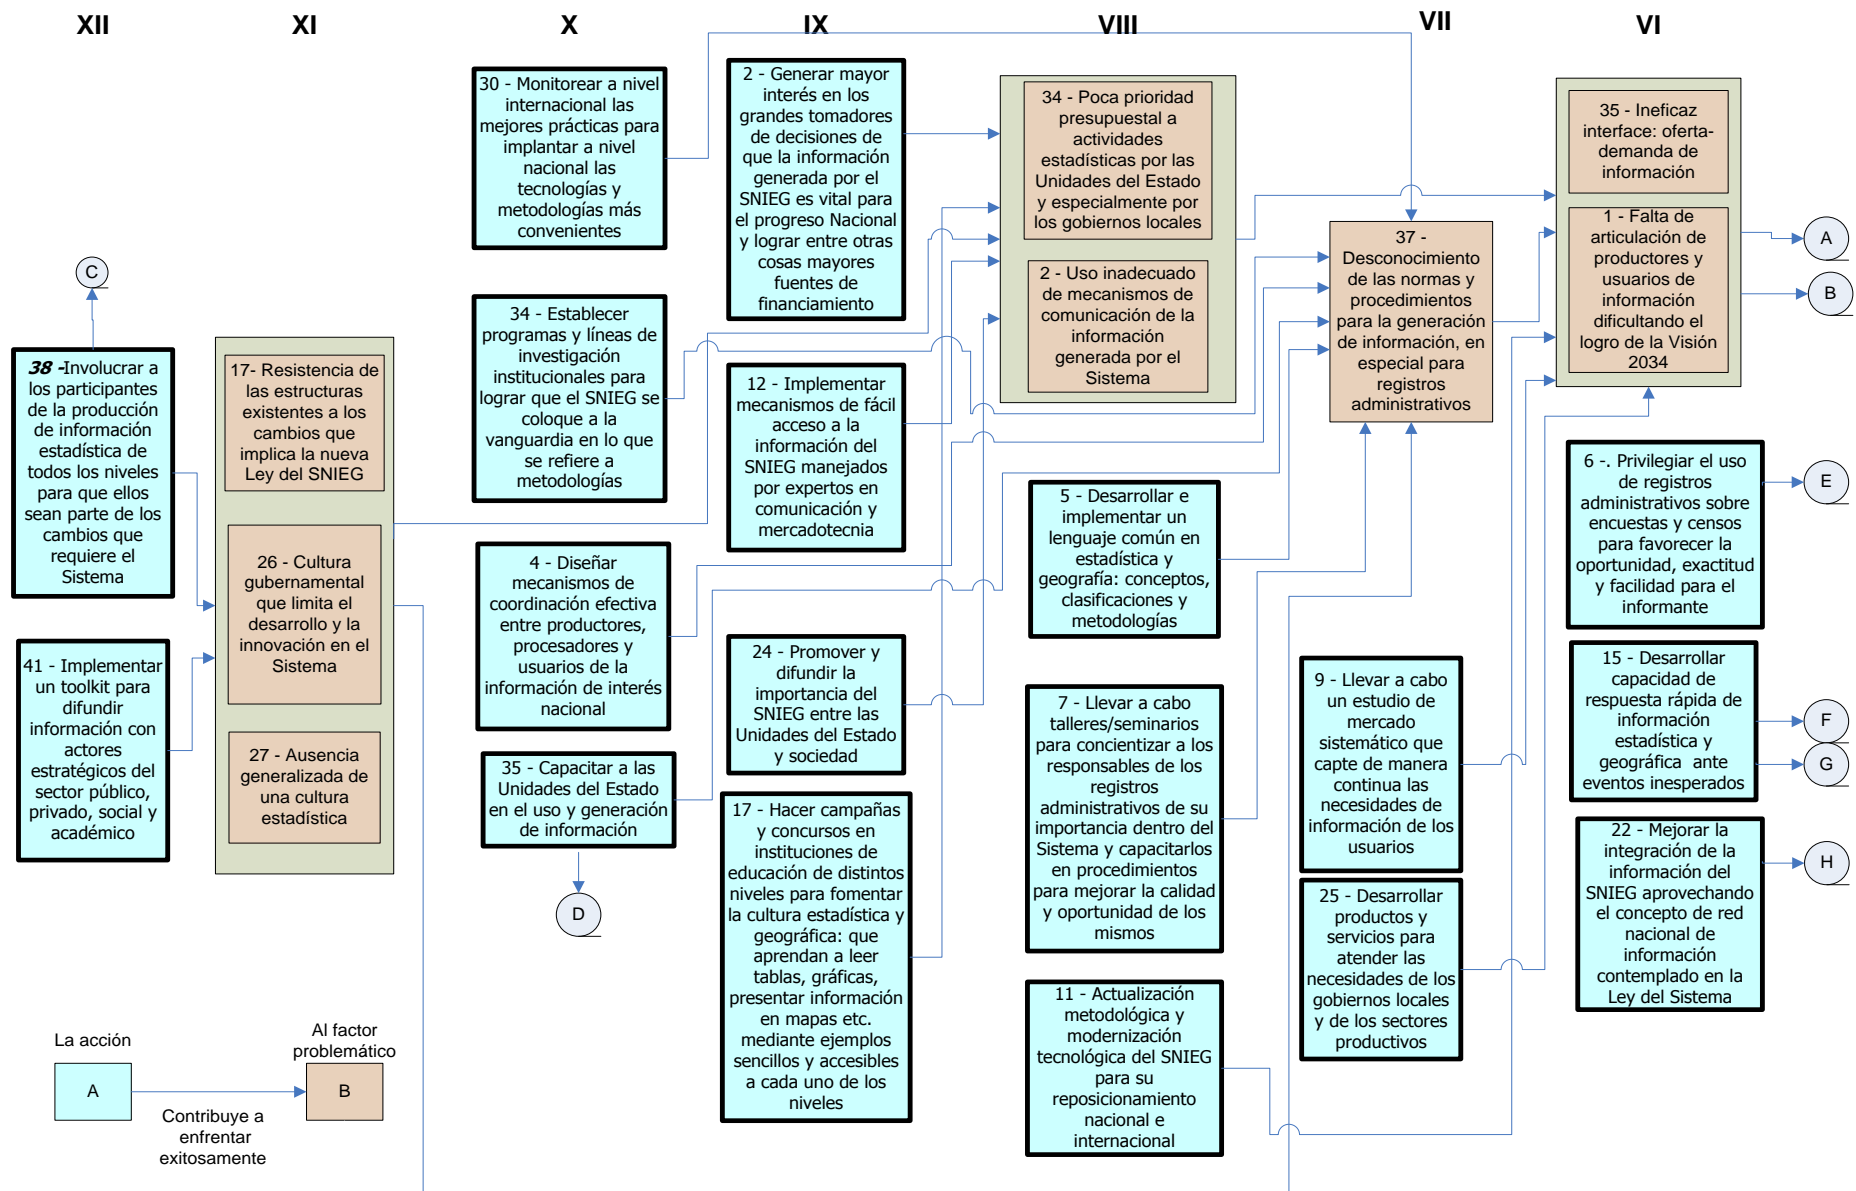 XII
XI
X
IX
VIII
VII
VI
C
38 -Involucrar a
los participantes
de la producción
de información
estadística de
todos los niveles
para que ellos
sean parte de los
cambios que
requiere el
Sistema
41 - Implementar
un toolkit para
difundir
información con
actores
estratégicos del
sector público,
privado, social y
académico
17- Resistencia de
las estructuras
existentes a los
cambios que
implica la nueva
Ley del SNIEG
26 - Cultura
gubernamental
que limita el
desarrollo y la
innovación en el
Sistema
27 - Ausencia
generalizada de
una cultura
estadística
30 - Monitorear a nivel
internacional las
mejores prácticas para
implantar a nivel
nacional las
tecnologías y
metodologías más
convenientes
34 - Establecer
programas y líneas de
investigación
institucionales para
lograr que el SNIEG se
coloque a la
vanguardia en lo que
se refiere a
metodologías
4 - Diseñar
mecanismos de
coordinación efectiva
entre productores,
procesadores y
usuarios de la
información de interés
nacional
35 - Capacitar a las
Unidades del Estado
en el uso y generación
de información
D
2 - Generar mayor
interés en los
grandes tomadores
de decisiones de
que la información
generada por el
SNIEG es vital para
el progreso Nacional
y lograr entre otras
cosas mayores
fuentes de
financiamiento
12 - Implementar
mecanismos de fácil
acceso a la
información del
SNIEG manejados
por expertos en
comunicación y
mercadotecnia
24 - Promover y
difundir la
importancia del
SNIEG entre las
Unidades del Estado
y sociedad
17 - Hacer campañas
y concursos en
instituciones de
educación de distintos
niveles para fomentar
la cultura estadística y
geográfica: que
aprendan a leer
tablas, gráficas,
presentar información
en mapas etc.
mediante ejemplos
sencillos y accesibles
a cada uno de los
niveles
34 - Poca prioridad
presupuestal a
actividades
estadísticas por las
Unidades del Estado
y especialmente por
los gobiernos locales
2 - Uso inadecuado
de mecanismos de
comunicación de la
información
generada por el
Sistema
5 - Desarrollar e
implementar un
lenguaje común en
estadística y
geografía: conceptos,
clasificaciones y
metodologías
7 - Llevar a cabo
talleres/seminarios
para concientizar a los
responsables de los
registros
administrativos de su
importancia dentro del
Sistema y capacitarlos
en procedimientos
para mejorar la calidad
y oportunidad de los
mismos
11 - Actualización
metodológica y
modernización
tecnológica del SNIEG
para su
reposicionamiento
nacional e
internacional
37 -
Desconocimiento
de las normas y
procedimientos
para la generación
de información, en
especial para
registros
administrativos
9 - Llevar a cabo
un estudio de
mercado
sistemático que
capte de manera
continua las
necesidades de
información de los
usuarios
25 - Desarrollar
productos y
servicios para
atender las
necesidades de los
gobiernos locales
y de los sectores
productivos
35 - Ineficaz
interface: oferta-
demanda de
información
1 - Falta de
articulación de
productores y
usuarios de
información
dificultando el
logro de la Visión
2034
A
B
6 -. Privilegiar el uso
de registros
administrativos sobre
encuestas y censos
para favorecer la
oportunidad, exactitud
y facilidad para el
informante
E
15 - Desarrollar
capacidad de
respuesta rápida de
información
estadística y
geográfica  ante
eventos inesperados
F
G
22 - Mejorar la
integración de la
información del
SNIEG aprovechando
el concepto de red
nacional de
información
contemplado en la
Ley del Sistema
H
La acción
A
Contribuye a
enfrentar
exitosamente
Al factor
problemático
B